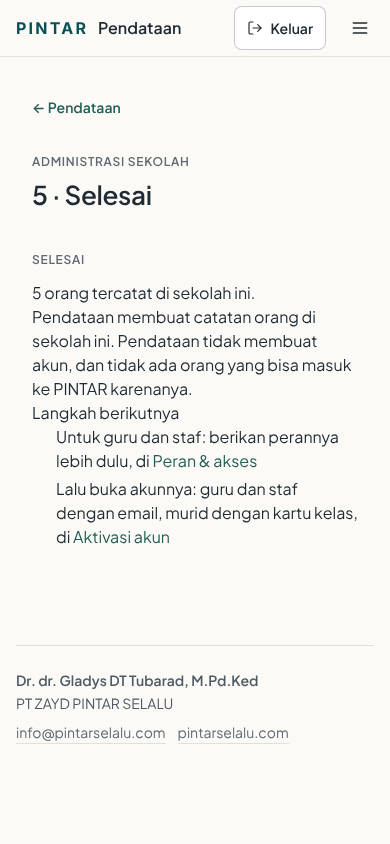 PINTAR Pendataan
Keluar
← Pendataan
ADMINISTRASI SEKOLAH
5 · Selesai
SELESAI
5 orang tercatat di sekolah ini.
Pendataan membuat catatan orang di
sekolah ini. Pendataan tidak membuat
akun, dan tidak ada orang yang bisa masuk
ke PINTAR karenanya.
Langkah berikutnya
Untuk guru dan staf: berikan perannya
lebih dulu, di Peran & akses
Lalu buka akunnya: guru dan staf
dengan email, murid dengan kartu kelas,
di Aktivasi akun
Dr. dr. Gladys DT Tubarad, M.Pd.Ked
PT ZAYD PINTAR SELALU
info@pintarselalu.com pintarselalu.com